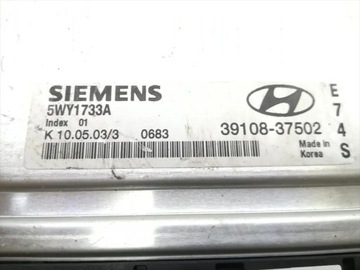 SIEMENS
5WY1733A
Index 01
K 10.05.03/3 0683
39108-37502
Made in
Korea
E
7
4
S